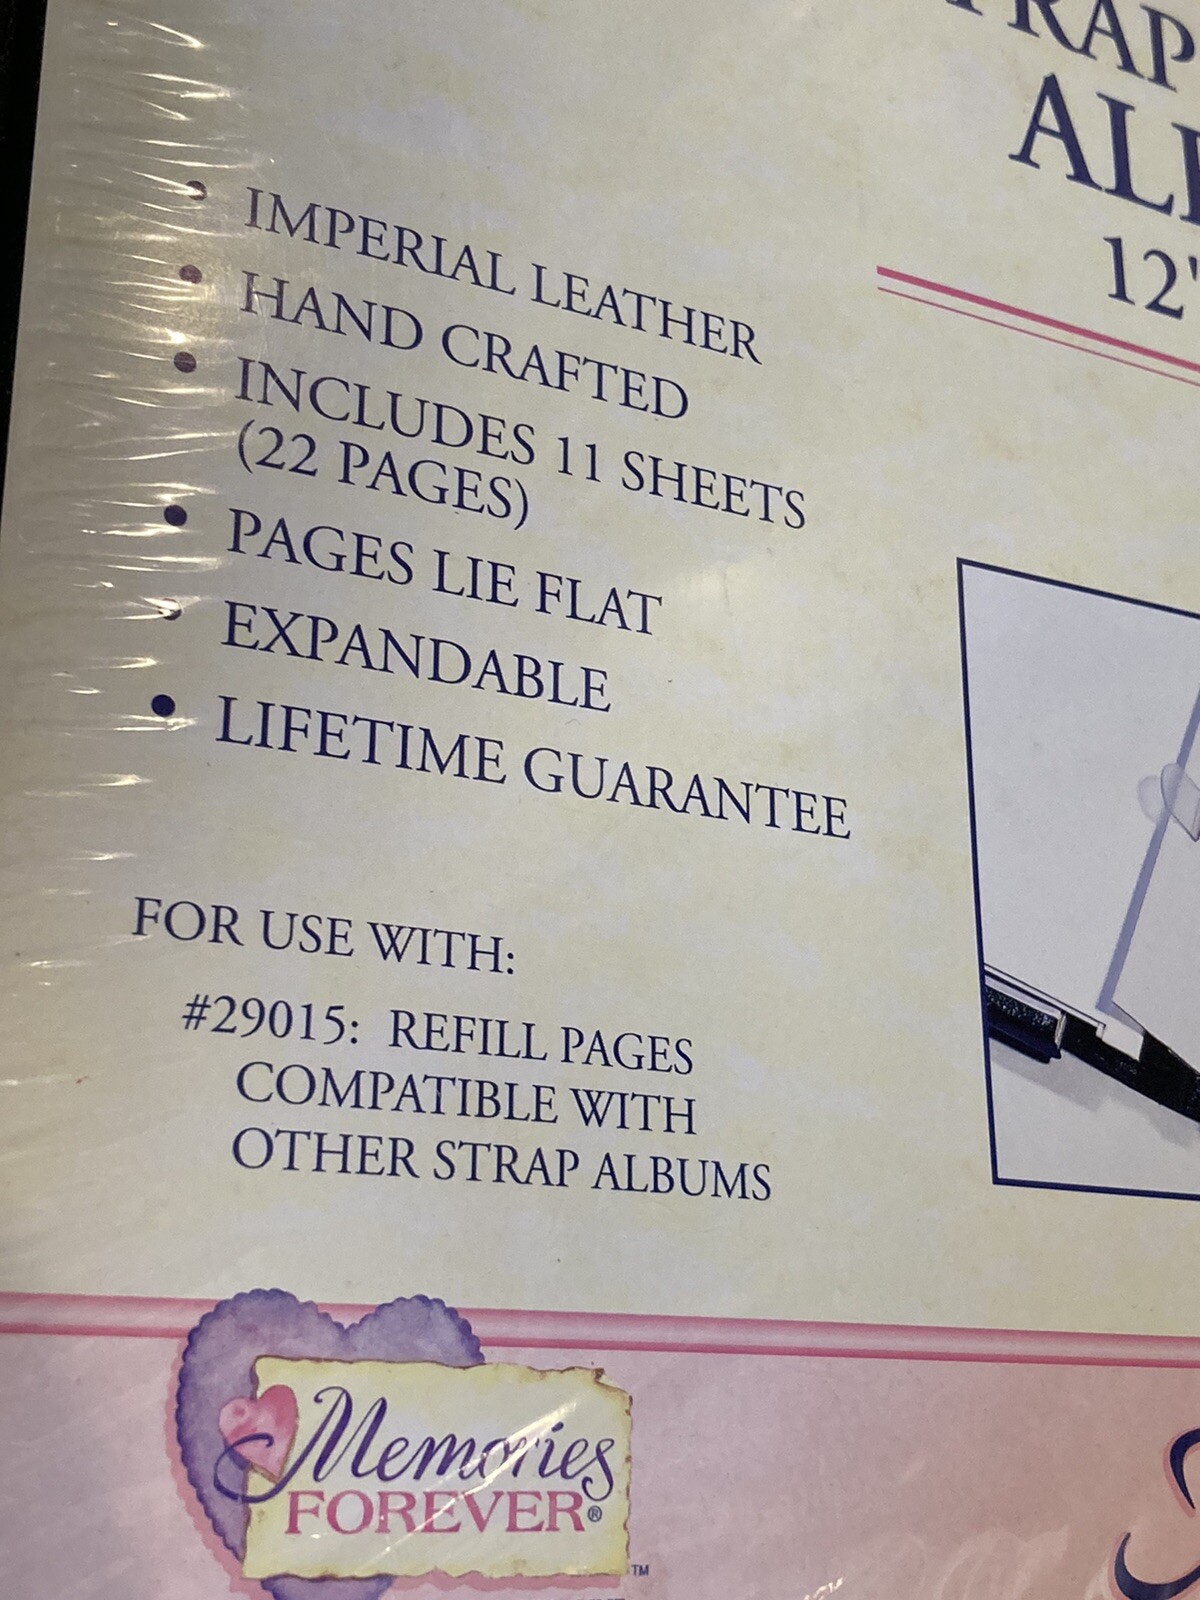 • IMPERIAL LEATHER
• HAND CRAFTED
• INCLUDES 11 SHEETS
(22 PAGES)
• PAGES LIE FLAT
• EXPANDABLE
• LIFETIME GUARANTEE
FOR USE WITH:
#29015: REFILL PAGES
COMPATIBLE WITH
OTHER STRAP ALBUMS
12"
Memories
FOREVER®
™